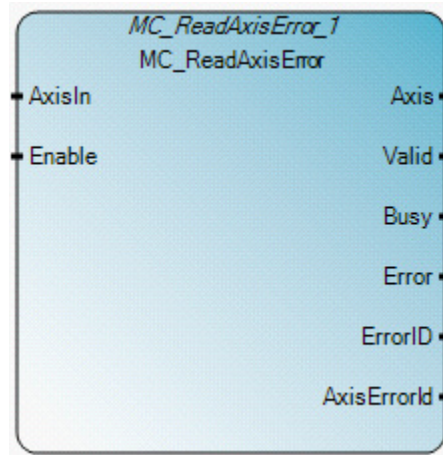 MC_ReadAxisError_1
MC_ReadAxisError
AxisIn
Axis
Enable
Valid
Busy
Error
ErrorID
AxisErrorId